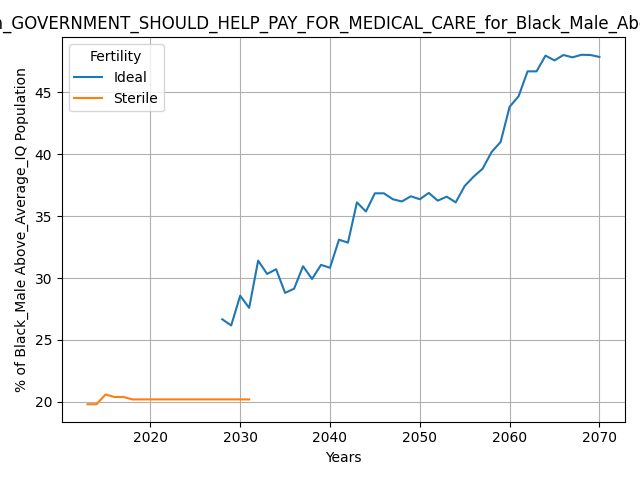 _GOVERNMENT_SHOULD_HELP_PAY_FOR_MEDICAL_CARE_for_Black_Male_Abo
Fertility
Ideal
Sterile
% of Black_Male Above_Average_IQ Population
45
40
35
30
25
20
2020
2030
2040
2050
2060
2070
Years